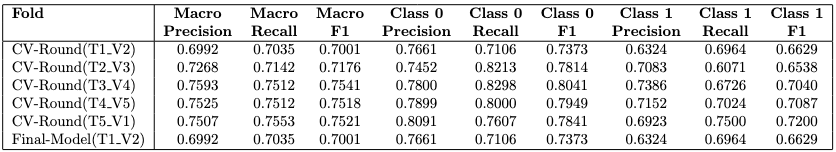 Fold Macro Macro Macro Class 0 Class 0 Class 0 Class 1 Class 1 Class 1
Precision Recall F1 Precision Recall F1 Precision Recall F1
CV-Round(T1_V2) 0.6992 0.7035 0.7001 0.7661 0.7106 0.7373 0.6324 0.6964 0.6629
CV-Round(T2_V3) 0.7268 0.7142 0.7176 0.7452 0.8213 0.7814 0.7083 0.6071 0.6538
CV-Round(T3_V4) 0.7593 0.7512 0.7541 0.7800 0.8298 0.8041 0.7386 0.6726 0.7040
CV-Round(T4_V5) 0.7525 0.7512 0.7518 0.7899 0.8000 0.7949 0.7152 0.7024 0.7087
CV-Round(T5_V1) 0.7507 0.7553 0.7521 0.8091 0.7607 0.7841 0.6923 0.7500 0.7200
Final-Model(T1_V2) 0.6992 0.7035 0.7001 0.7661 0.7106 0.7373 0.6324 0.6964 0.6629